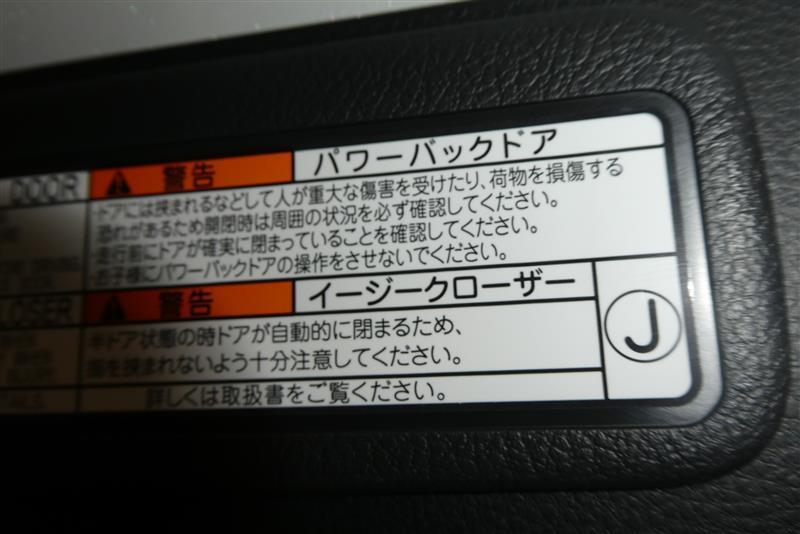 DOOR
警告
パワーバックドア
ドアには挟まれるなどして人が重大な傷害を受けたり、荷物を損傷する
恐れがあるため開閉時は周囲の状況を必ず確認してください。
走行前にドアが確実に閉まっていることを確認してください。
お子様にパワーバックドアの操作をさせないでください。
LOSER
警告
イージークローザー
半ドア状態の時ドアが自動的に閉まるため、
指を挟まれないよう十分注意してください。
詳しくは取扱書をご覧ください。
J